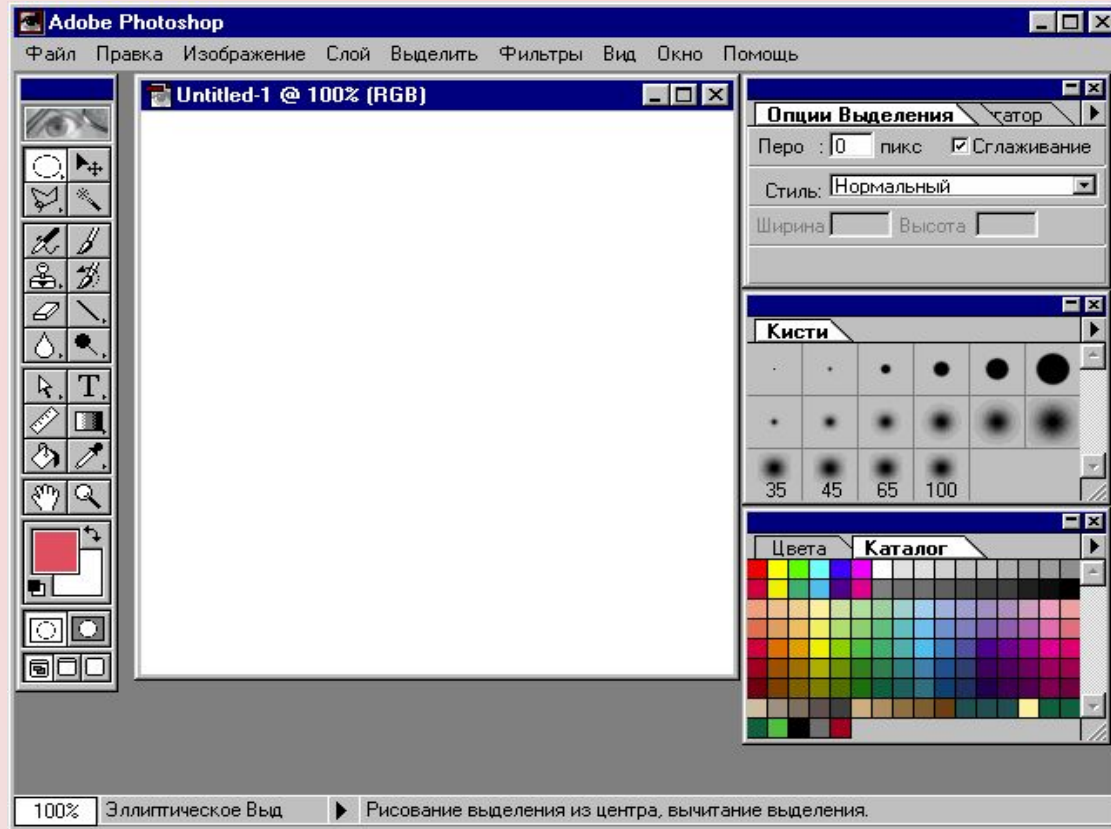 Adobe Photoshop
Файл Правка Изображение Слой Выделить Фильтры Вид Окно Помощь
Untitled-1 @ 100% (RGB)
Опции Выделения гатор
Перо : 0 пикс Сглаживание
Стиль: Нормальный
Ширина Высота
Кисти
35 45 65 100
Цвета Каталог
T
100% Эллиптическое Выд Рисование выделения из центра, вычитание выделения.